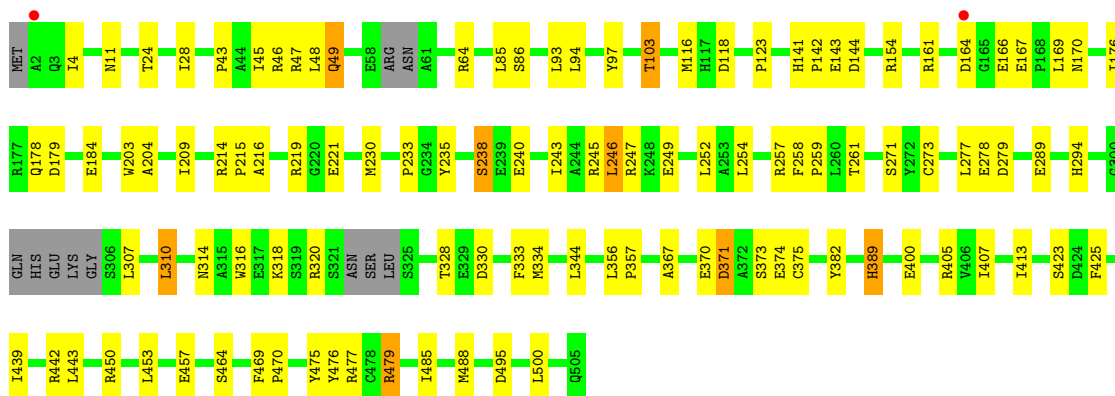 MET A2 Q3 I4 N11 T24 I28 P43 A44 I45 R46 R47 L48 Q49 E58 ARG ASN A61 R64 L85 S86 L93 L94 Y97 T103 M116 H117 D118 P123 H141 P142 E143 D144 R154 R161 D164 G165 E166 E167 P168 L169 N170 I176
R177 Q178 D179 E184 W203 A204 I209 R214 P215 A216 R219 G220 E221 M230 P233 G234 Y235 S238 E239 E240 I243 A244 R245 L246 R247 K248 E249 L252 A253 L254 R257 F258 P259 L260 T261 S271 Y272 C273 L277 E278 D279 E289 H294
GLN HIS GLU LYS GLY S306 L307 L310 N314 A315 W316 E317 K318 S319 R320 S321 ASN SER LEU S325 T328 E329 D330 F333 M334 L344 L356 P357 A367 E370 D371 A372 S373 E374 C375 Y382 H389 E400 R405 V406 I407 I413 S423 D424 F425
I439 R442 L443 R450 L453 E457 S464 F469 P470 Y475 Y476 R477 C478 R479 I485 M488 D495 L500 Q505